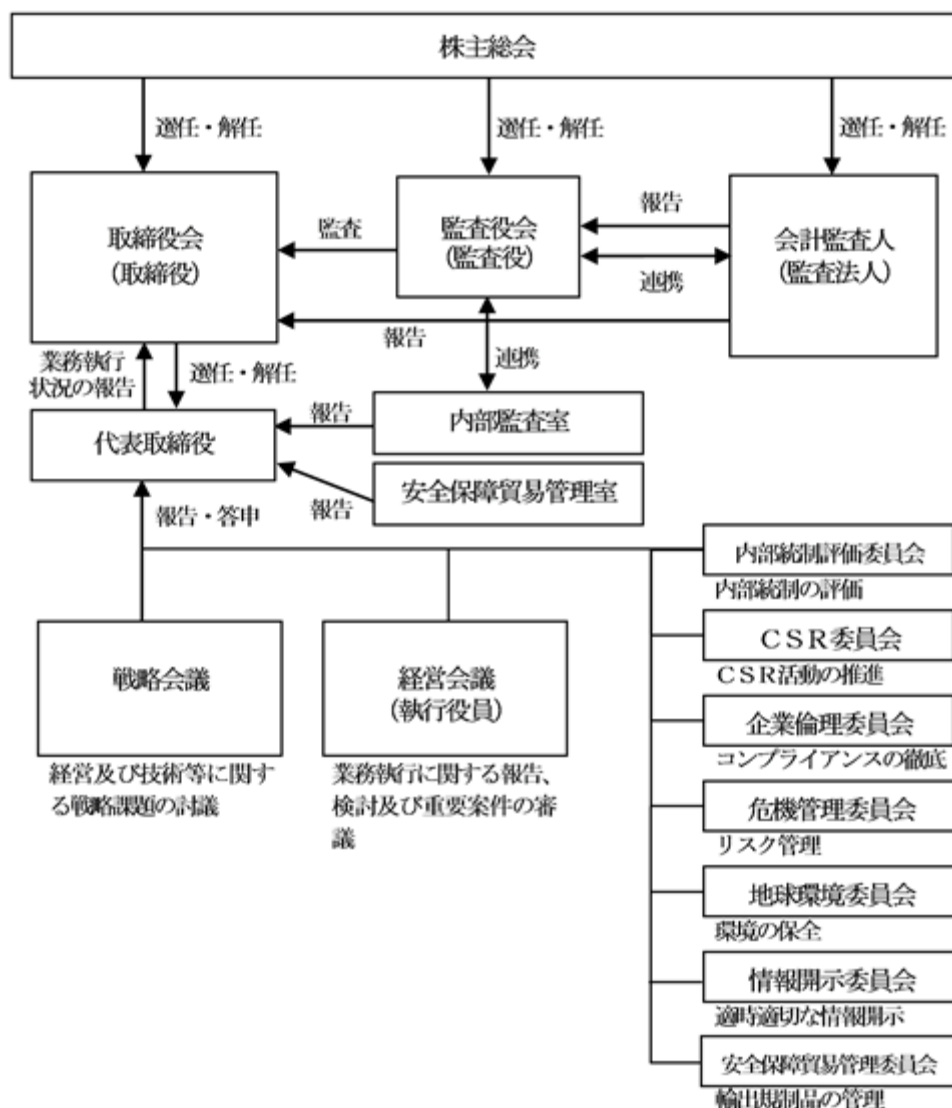 株主総会
選任・解任
選任・解任
選任・解任
取締役会
(取締役)
監査
監査役会
(監査役)
報告
連携
会計監査人
(監査法人)
報告
業務執行
状況の報告
選任・解任
連携
代表取締役
報告
内部監査室
報告
安全保障貿易管理室
報告・答申
戦略会議
経営及び技術等に関す
る戦略課題の討議
経営会議
(執行役員)
業務執行に関する報告、
検討及び重要案件の審
議
内部統制評価委員会
内部統制の評価
CSR委員会
CSR活動の推進
企業倫理委員会
コンプライアンスの徹底
危機管理委員会
リスク管理
地球環境委員会
環境の保全
情報開示委員会
適時適切な情報開示
安全保障貿易管理委員会
輸出規制品の管理